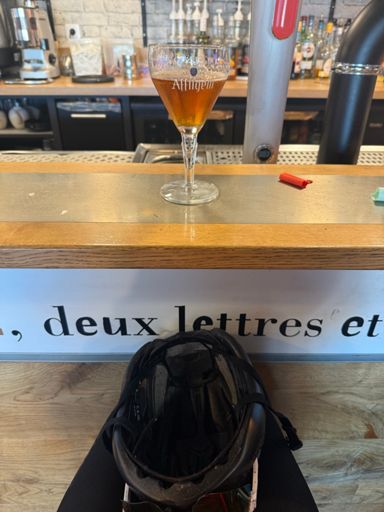 Affligem
, deux lettres et